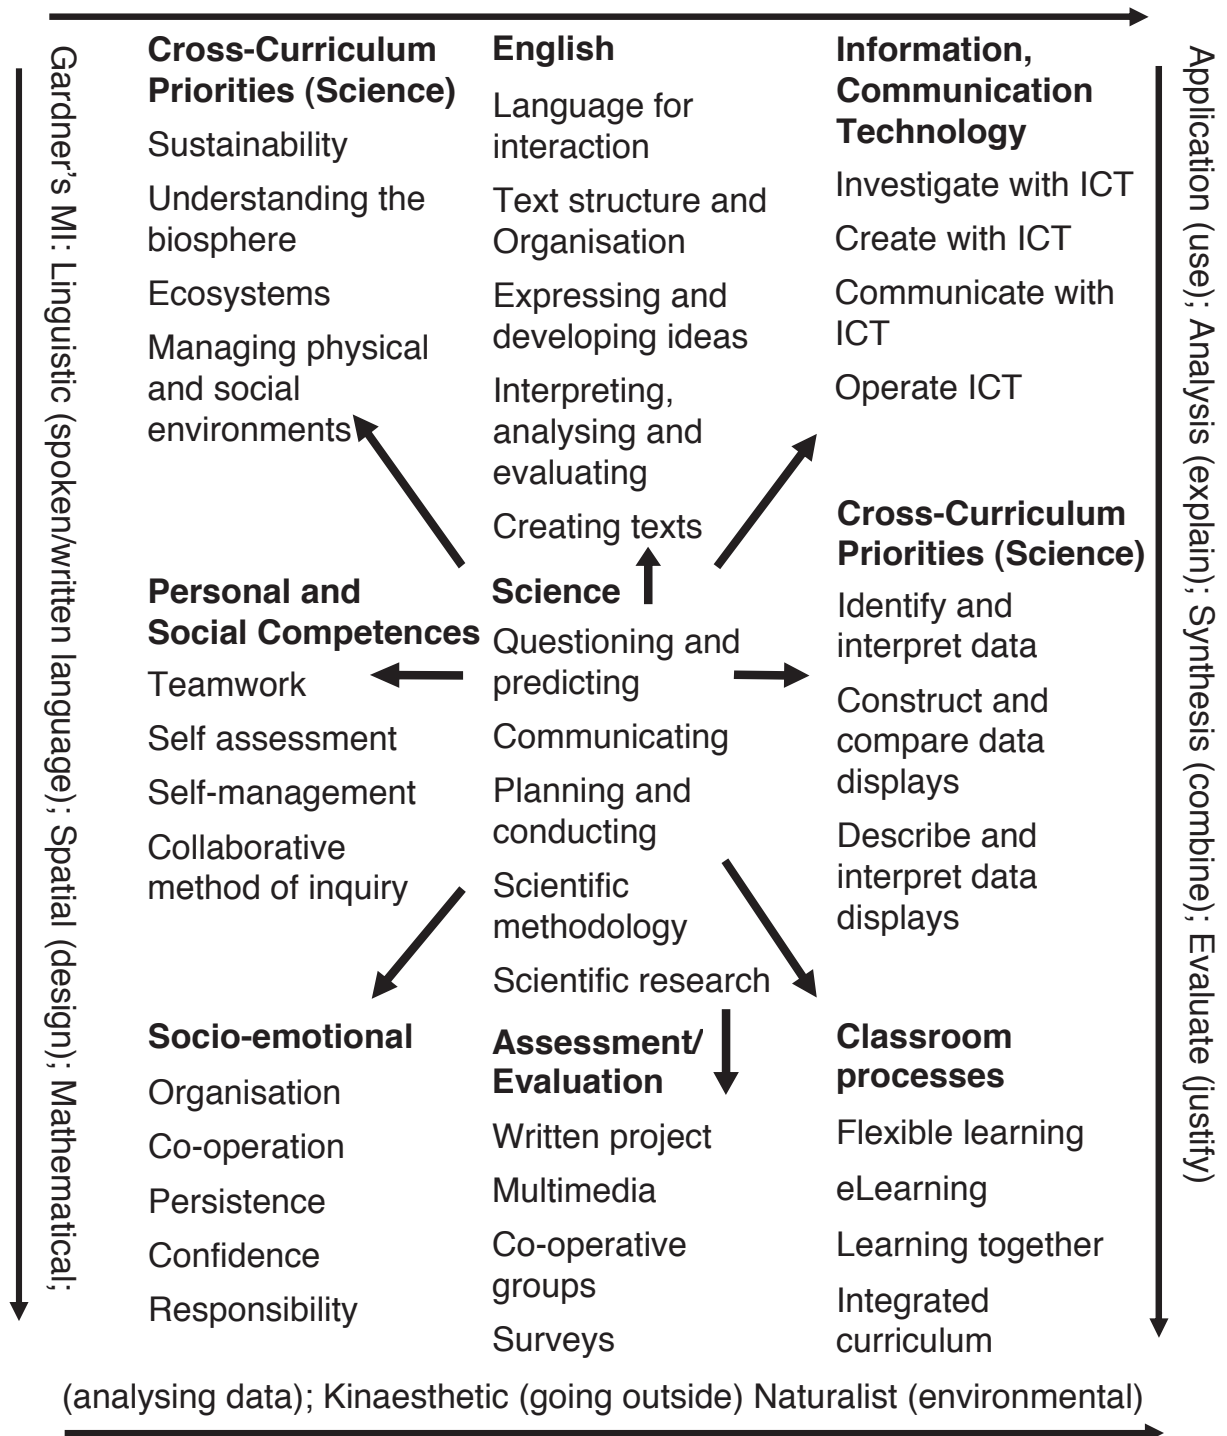 Cross-Curriculum
Priorities (Science)
Sustainability
Understanding the
biosphere
Ecosystems
Managing physical
and social
environments
English
Language for
interaction
Text structure and
Organisation
Expressing and
developing ideas
Interpreting,
analysing and
evaluating
Creating texts
Information,
Communication
Technology
Investigate with ICT
Create with ICT
Communicate with
ICT
Operate ICT
Personal and
Social Competences
Teamwork
Self assessment
Self-management
Collaborative
method of inquiry
Science
Questioning and
predicting
Communicating
Planning and
conducting
Scientific
methodology
Scientific research
Cross-Curriculum
Priorities (Science)
Identify and
interpret data
Construct and
compare data
displays
Describe and
interpret data
displays
Socio-emotional
Organisation
Co-operation
Persistence
Confidence
Responsibility
Assessment/
Evaluation
Written project
Multimedia
Co-operative
groups
Surveys
Classroom
processes
Flexible learning
eLearning
Learning together
Integrated
curriculum
Gardner's MI: Linguistic (spoken/written language); Spatial (design); Mathematical;
(analysing data); Kinaesthetic (going outside) Naturalist (environmental)
Application (use); Analysis (explain); Synthesis (combine); Evaluate (justify)